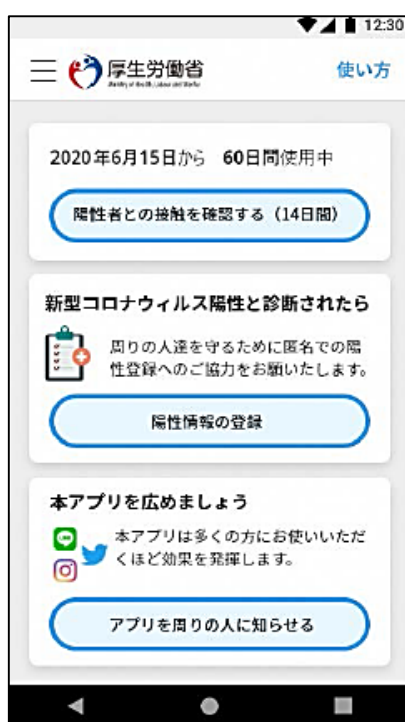 12:30
厚生労働省
Ministry of Health, Labour and Welfare
使い方
2020年6月15日から 60日間使用中
陽性者との接触を確認する（14日間）
新型コロナウィルス陽性と診断されたら
周りの人達を守るために匿名での陽
性登録へのご協力をお願いいたします。
陽性情報の登録
本アプリを広めましょう
本アプリは多くの方にお使いいただ
くほど効果を発揮します。
アプリを周りの人に知らせる